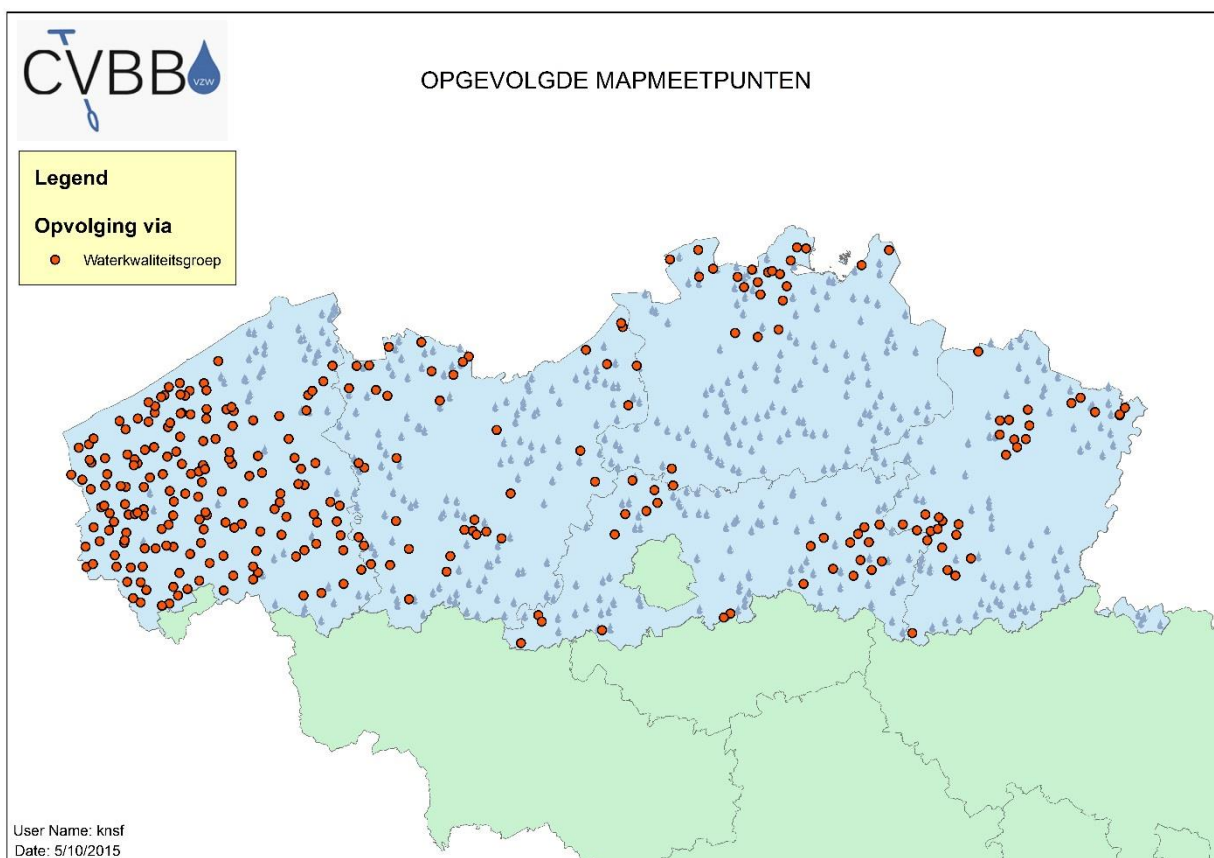 CVBB
vzw
OPGEVOLGDE MAPMEETPUNTEN
Legend
Opvolging via
Waterkwaliteitsgroep
User Name: knsf
Date: 5/10/2015